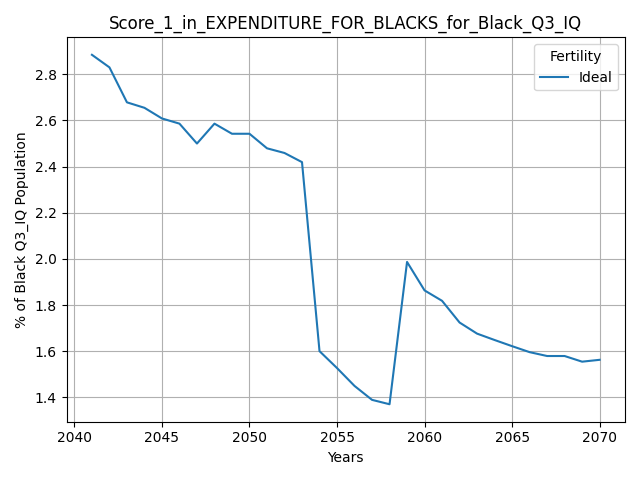 Score_1_in_EXPENDITURE_FOR_BLACKS_for_Black_Q3_IQ
Fertility
Ideal
% of Black Q3_IQ Population
2.8
2.6
2.4
2.2
2.0
1.8
1.6
1.4
2040 2045 2050 2055 2060 2065 2070
Years